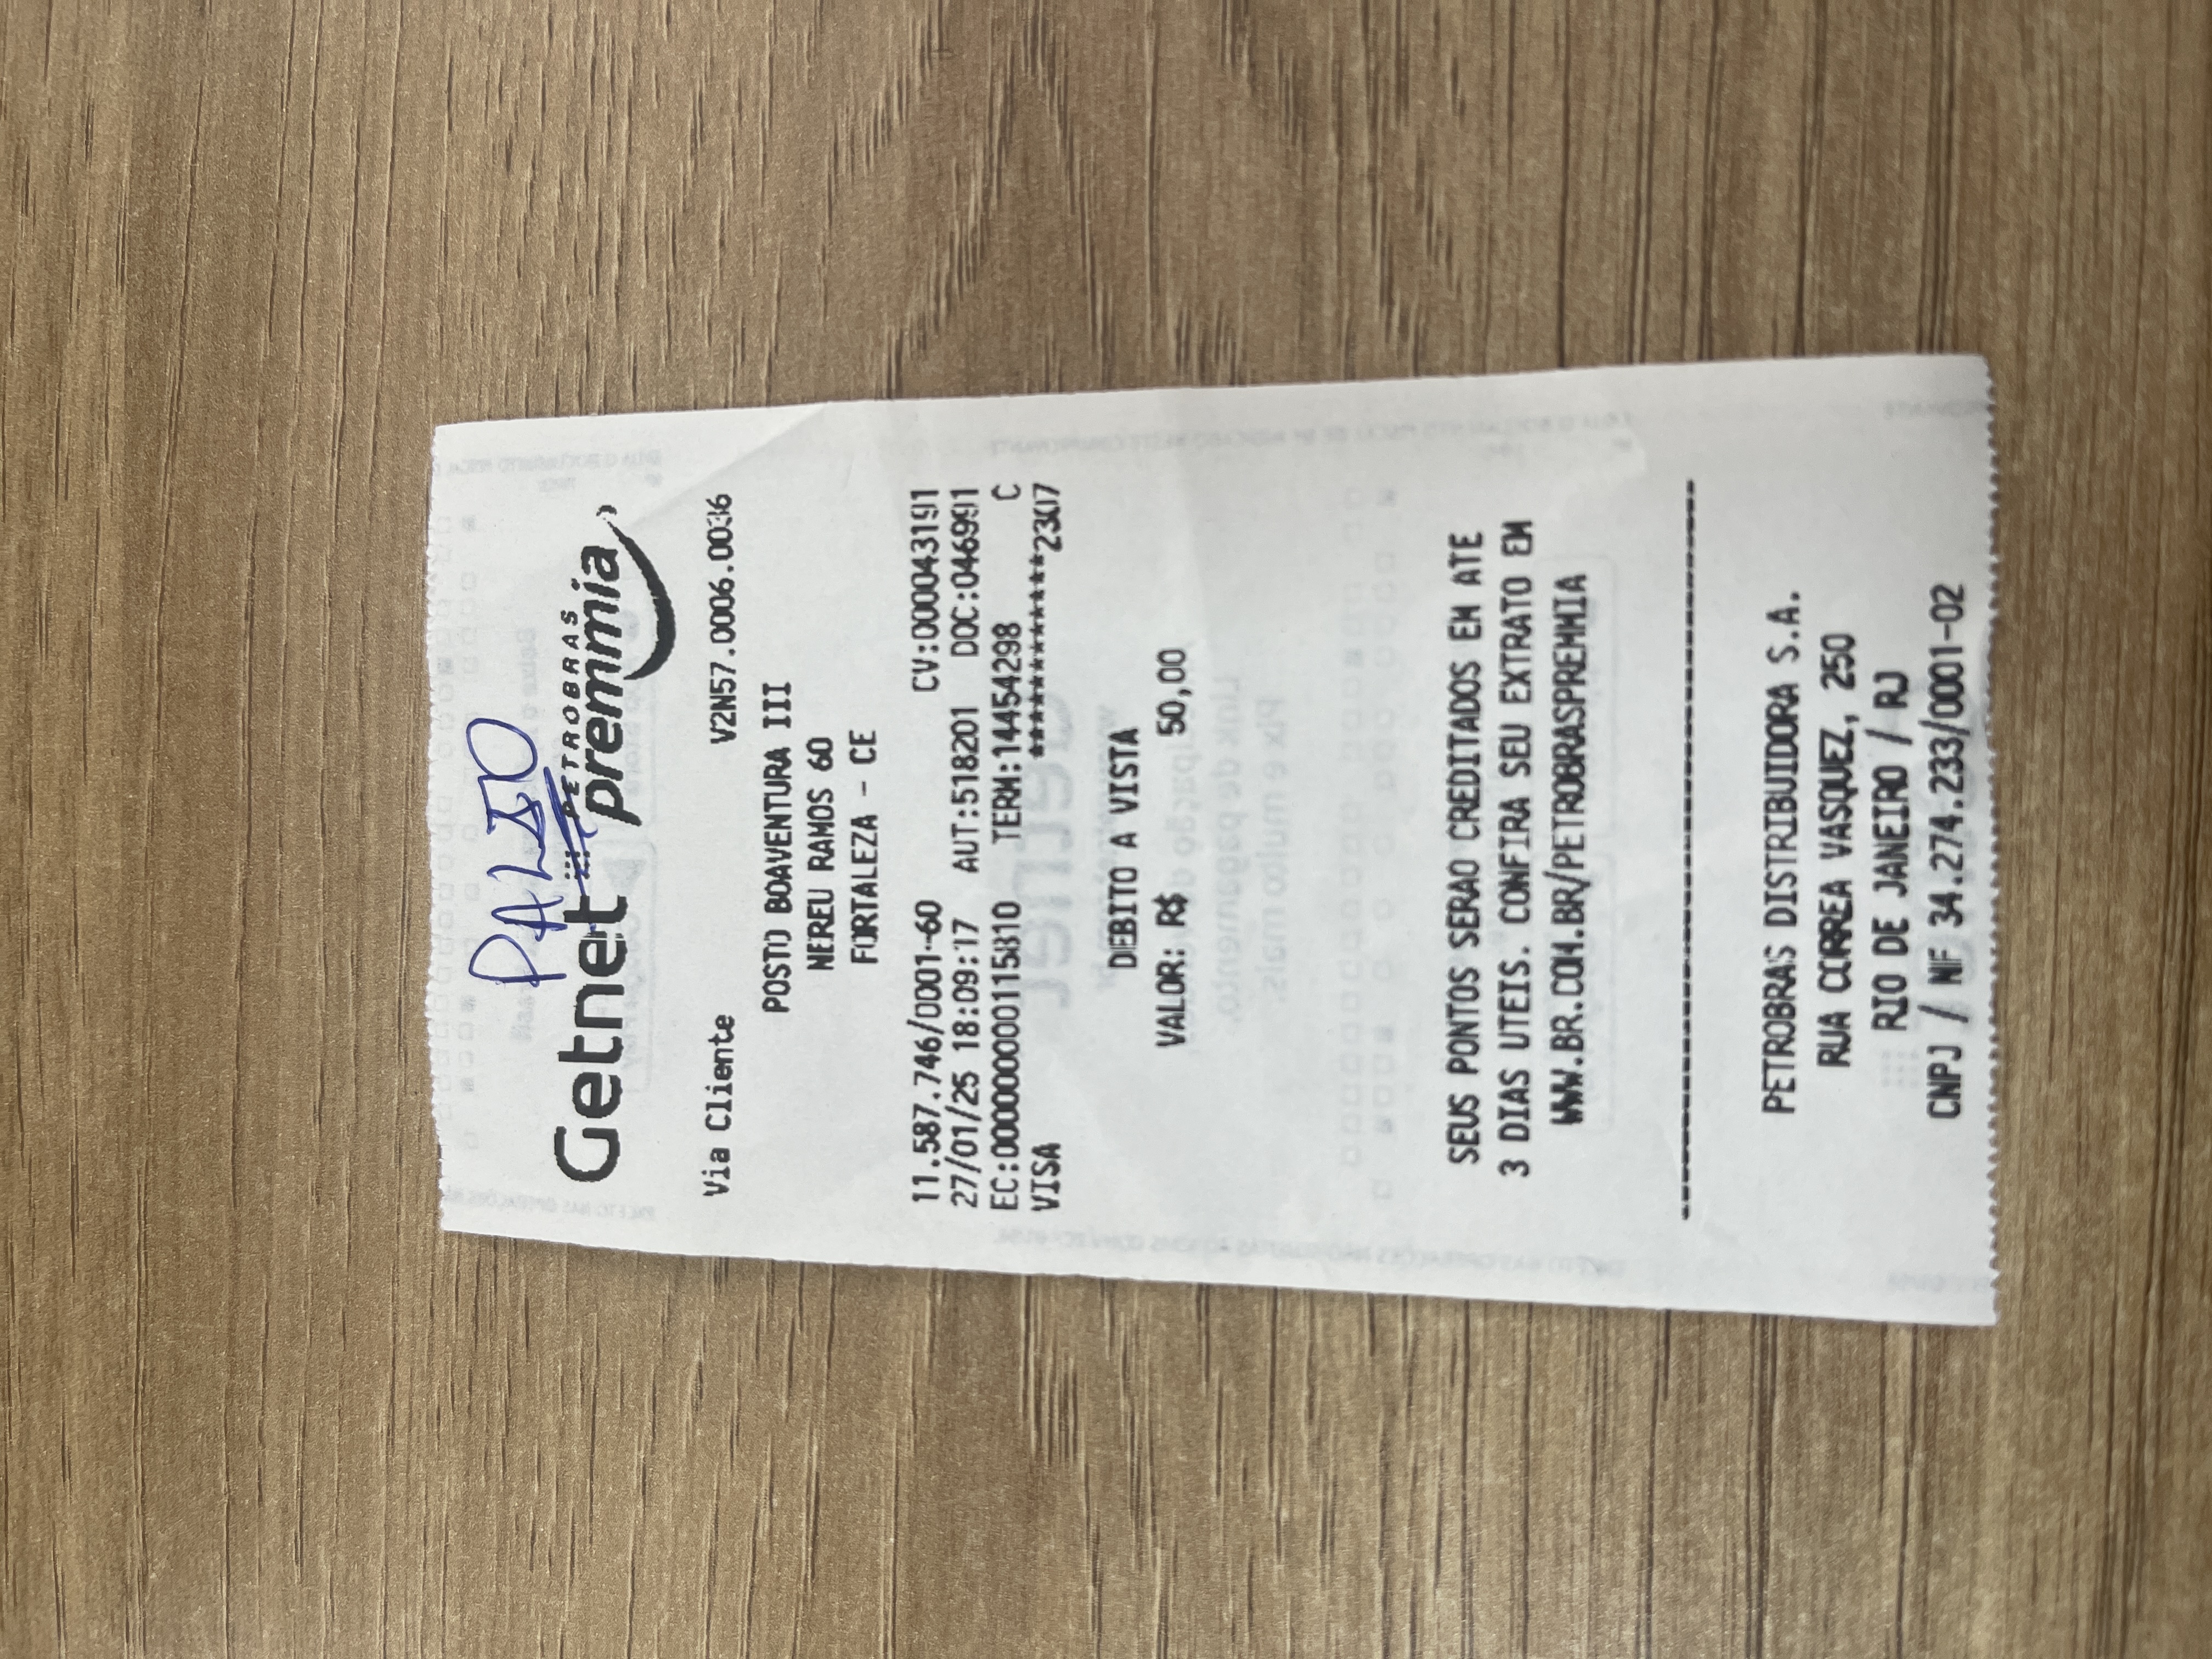 PALIO
Getnet PETROBRAS premmia
Via Cliente V2N57.0006.0036
POSTO BOAVENTURA III
NEREU RAMOS 60
FORTALEZA - CE
11.587.746/0001-60 CV:000043191
27/01/25 18:09:17 AUT:518201 DOC:046991
EC:000000000115810 TERM:14454298 C
VISA ************2307
DEBITO A VISTA
VALOR: R$ 50,00
SEUS PONTOS SERAO CREDITADOS EM ATE
3 DIAS UTEIS. CONFIRA SEU EXTRATO EM
WWW.BR.COM.BR/PETROBRASPREMMIA
--------------------------------------
PETROBRAS DISTRIBUIDORA S.A.
RUA CORREA VASQUEZ, 250
RIO DE JANEIRO / RJ
CNPJ / MF 34.274.233/0001-02